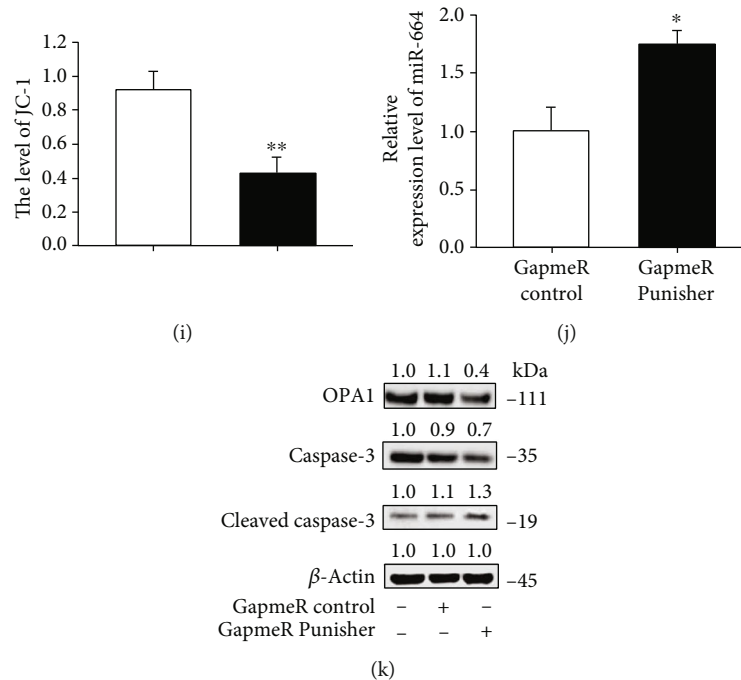 The level of JC-1
1.2
1.0
0.8
0.6
0.4
0.2
0.0
**
(i)
Relative
expression level of miR-664
2.0
1.5
1.0
0.5
0.0
*
GapmeR
control
GapmeR
Punisher
(j)
1.0 1.1 0.4 kDa
OPA1 –111
1.0 0.9 0.7
Caspase-3 –35
1.0 1.1 1.3
Cleaved caspase-3 –19
1.0 1.0 1.0
β-Actin –45
GapmeR control – + –
GapmeR Punisher – – +
(k)